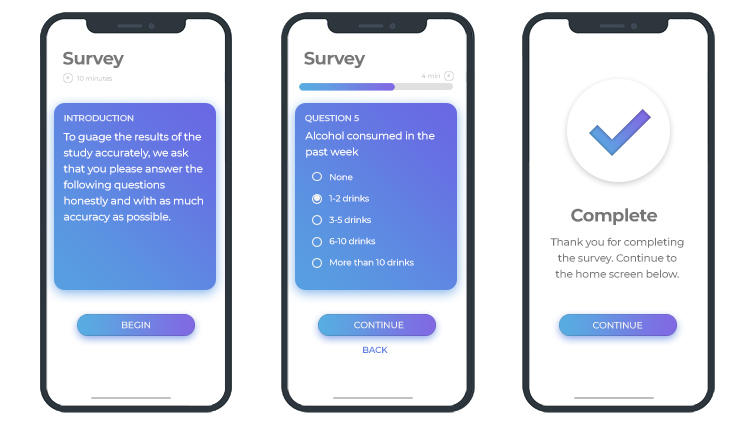 Survey
10 minutes
INTRODUCTION
To guage the results of the
study accurately, we ask
that you please answer the
following questions
honestly and with as much
accuracy as possible.
BEGIN
Survey
4 min
QUESTION 5
Alcohol consumed in the
past week
None
1-2 drinks
3-5 drinks
6-10 drinks
More than 10 drinks
CONTINUE
BACK
Complete
Thank you for completing
the survey. Continue to
the home screen below.
CONTINUE